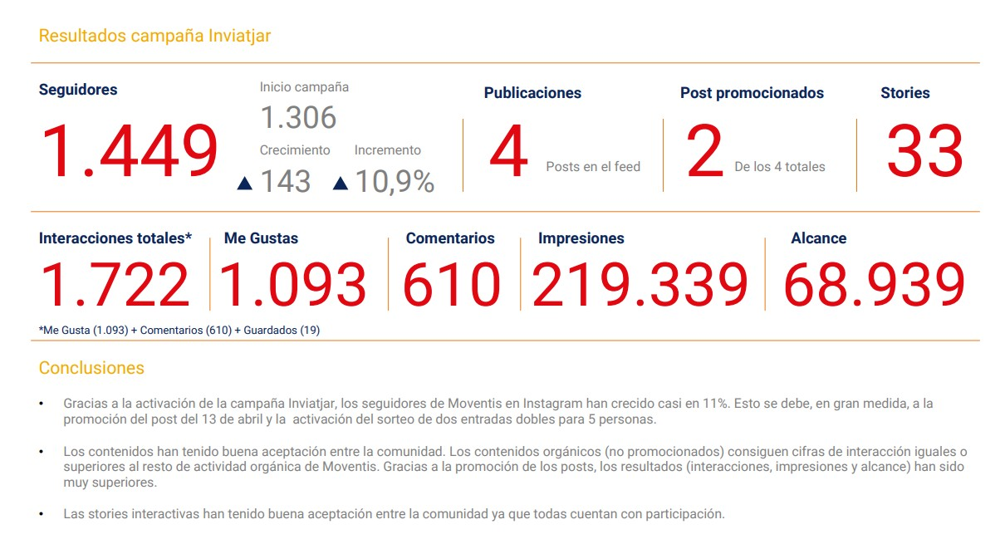 Resultados campaña Inviatjar
Seguidores
1.449
Inicio campaña
1.306
Crecimiento
▲ 143
Incremento
▲ 10,9%
Publicaciones
4 Posts en el feed
Post promocionados
2 De los 4 totales
Stories
33
Interacciones totales*
1.722
Me Gustas
1.093
Comentarios
610
Impresiones
219.339
Alcance
68.939
*Me Gusta (1.093) + Comentarios (610) + Guardados (19)
Conclusiones
• Gracias a la activación de la campaña Inviatjar, los seguidores de Moventis en Instagram han crecido casi en 11%. Esto se debe, en gran medida, a la
promoción del post del 13 de abril y la activación del sorteo de dos entradas dobles para 5 personas.
• Los contenidos han tenido buena aceptación entre la comunidad. Los contenidos orgánicos (no promocionados) consiguen cifras de interacción iguales o
superiores al resto de actividad orgánica de Moventis. Gracias a la promoción de los posts, los resultados (interacciones, impresiones y alcance) han sido
muy superiores.
• Las stories interactivas han tenido buena aceptación entre la comunidad ya que todas cuentan con participación.